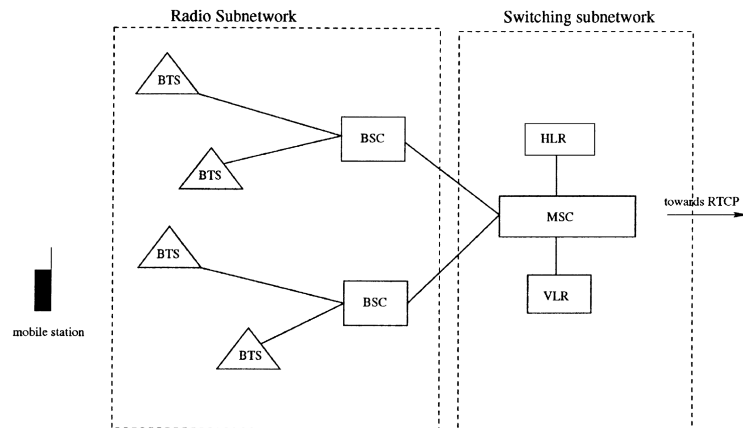 Radio Subnetwork
Switching subnetwork
BTS
BTS
BSC
HLR
MSC
towards RTCP
BTS
BTS
BSC
VLR
mobile station